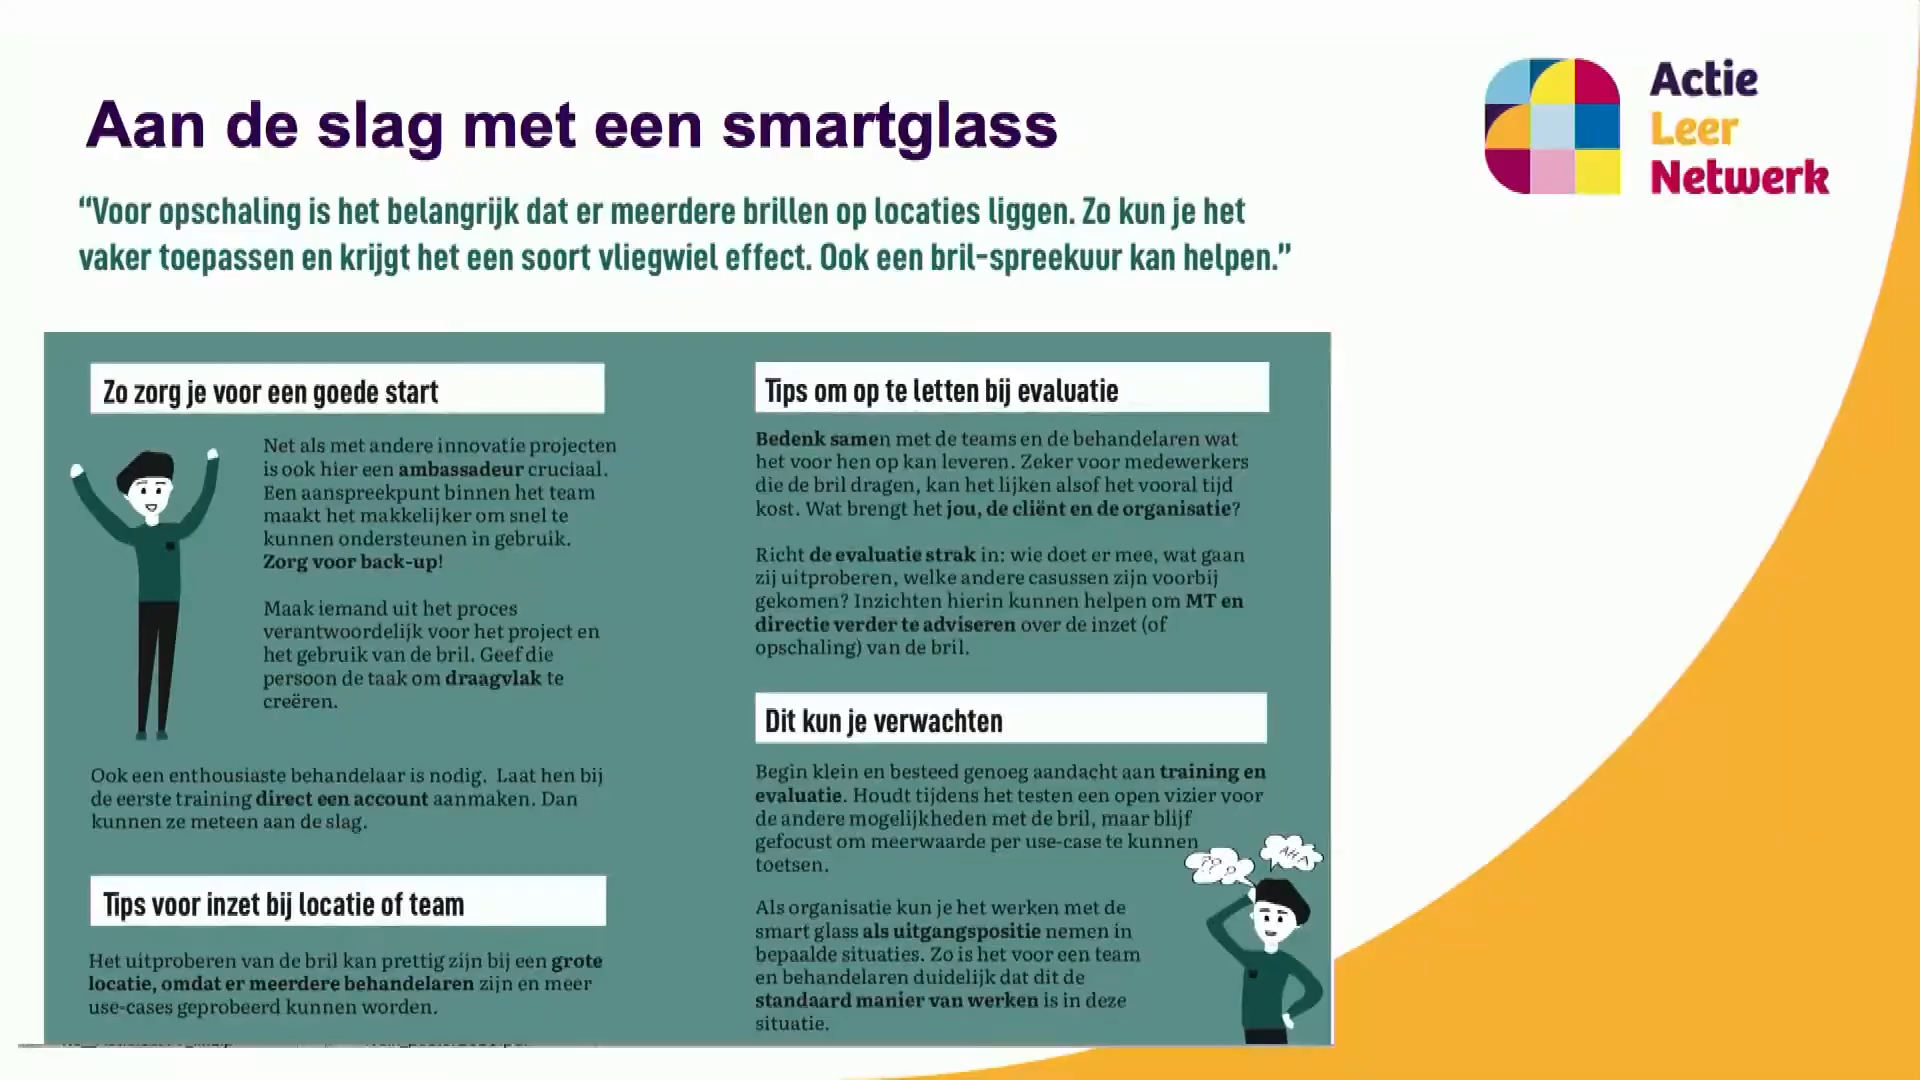 Aan de slag met een smartglass
Actie
Leer
Netwerk
“Voor opschaling is het belangrijk dat er meerdere brillen op locaties liggen. Zo kun je het
vaker toepassen en krijgt het een soort vliegwiel effect. Ook een bril-spreekuur kan helpen.”
Zo zorg je voor een goede start
Net als met andere innovatie projecten
is ook hier een ambassadeur cruciaal.
Een aanspreekpunt binnen het team
maakt het makkelijker om snel te
kunnen ondersteunen in gebruik.
Zorg voor back-up!
Maak iemand uit het proces
verantwoordelijk voor het project en
het gebruik van de bril. Geef die
persoon de taak om draagvlak te
creëren.
Ook een enthousiaste behandelaar is nodig. Laat hen bij
de eerste training direct een account aanmaken. Dan
kunnen ze meteen aan de slag.
Tips voor inzet bij locatie of team
Het uitproberen van de bril kan prettig zijn bij een grote
locatie, omdat er meerdere behandelaren zijn en meer
use-cases geprobeerd kunnen worden.
Tips om op te letten bij evaluatie
Bedenk samen met de teams en de behandelaren wat
het voor hen op kan leveren. Zeker voor medewerkers
die de bril dragen, kan het lijken alsof het vooral tijd
kost. Wat brengt het jou, de cliënt en de organisatie?
Richt de evaluatie strak in: wie doet er mee, wat gaan
zij uitproberen, welke andere casussen zijn voorbij
gekomen? Inzichten hierin kunnen helpen om MT en
directie verder te adviseren over de inzet (of
opschaling) van de bril.
Dit kun je verwachten
Begin klein en besteed genoeg aandacht aan training en
evaluatie. Houdt tijdens het testen een open vizier voor
de andere mogelijkheden met de bril, maar blijf
gefocust om meerwaarde per use-case te kunnen
toetsen.
Als organisatie kun je het werken met de
smart glass als uitgangspositie nemen in
bepaalde situaties. Zo is het voor een team
en behandelaren duidelijk dat dit de
standaard manier van werken is in deze
situatie.
???
AHA